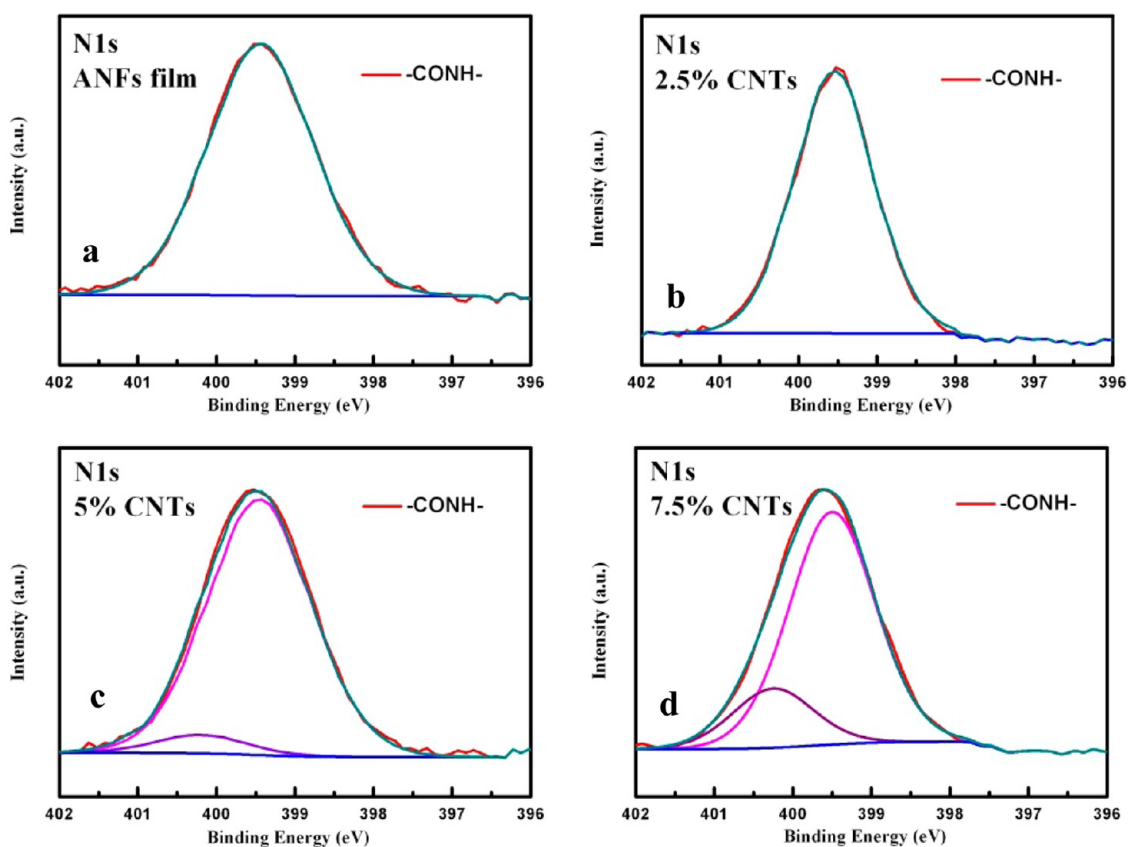 N1s
ANFs film
-CONH-
a
Intensity (a.u.)
402 401 400 399 398 397 396
Binding Energy (eV)
N1s
2.5% CNTs
-CONH-
b
Intensity (a.u.)
402 401 400 399 398 397 396
Binding Energy (eV)
N1s
5% CNTs
-CONH-
c
Intensity (a.u.)
402 401 400 399 398 397 396
Binding Energy (eV)
N1s
7.5% CNTs
-CONH-
d
Intensity (a.u.)
402 401 400 399 398 397 396
Binding Energy (eV)